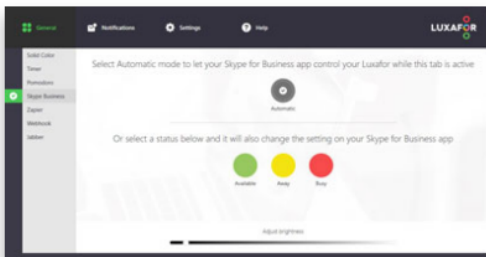 General
Notifications
Settings
Help
LUXAFOR
Solid Color
Timer
Pomodoro
Skype Business
Zapier
Webhook
Jabber
Select Automatic mode to let your Skype for Business app control your Luxafor while this tab is active
Automatic
Or select a status below and it will also change the setting on your Skype for Business app
Available
Away
Busy
Adjust brightness